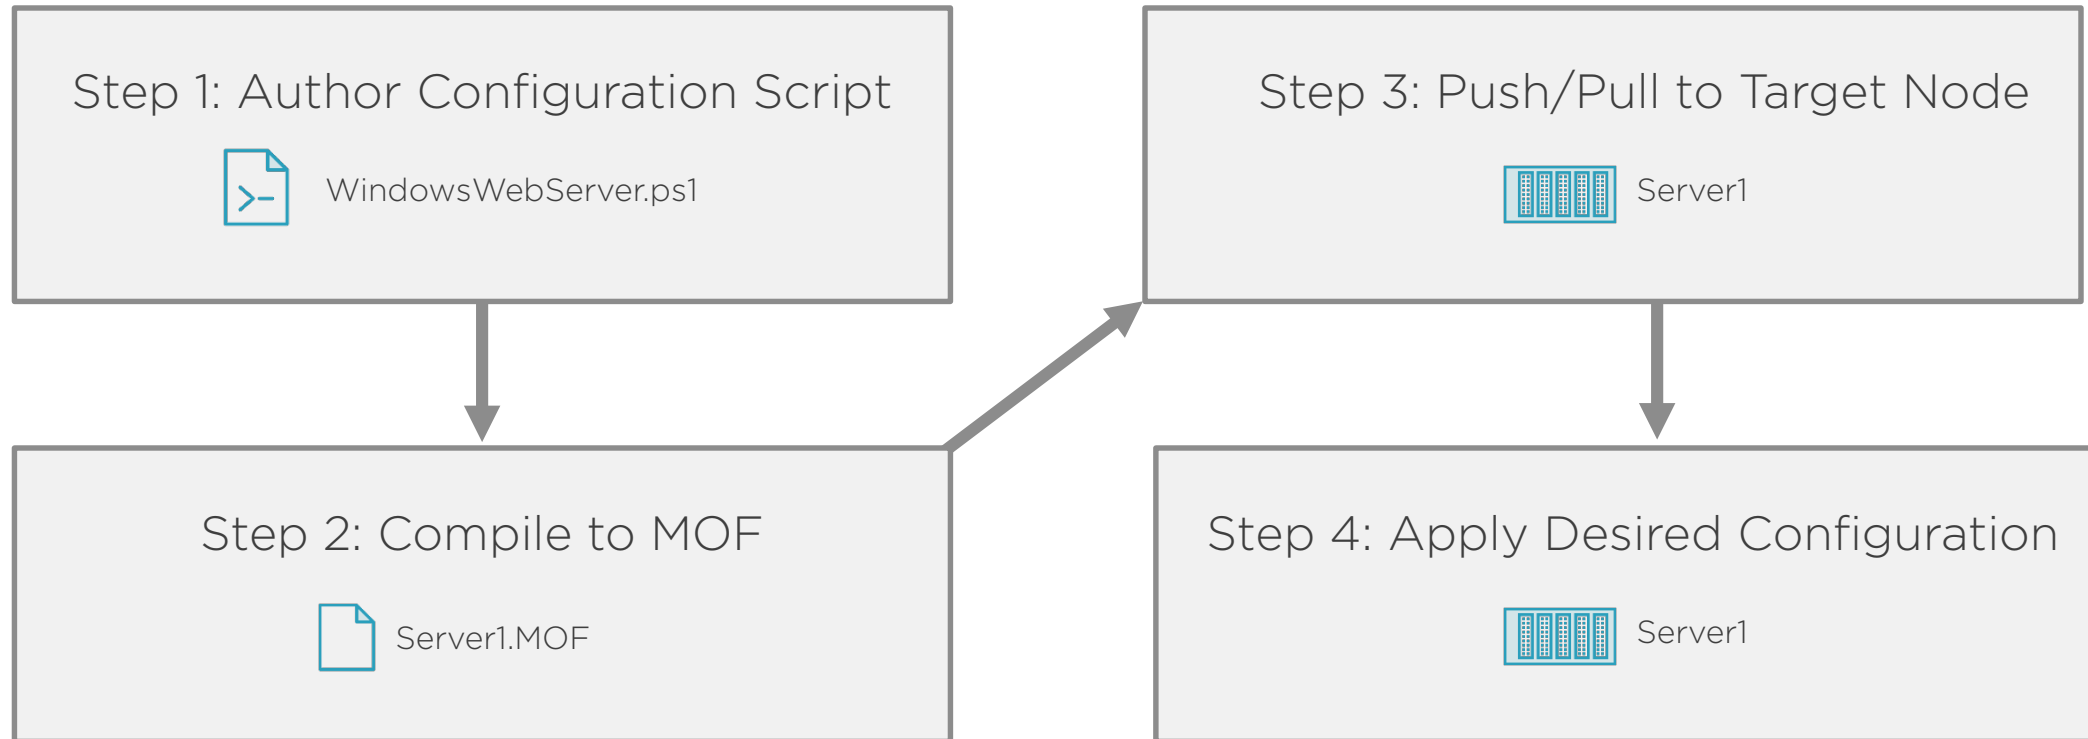 Step 1: Author Configuration Script
WindowsWebServer.ps1
Step 2: Compile to MOF
Server1.MOF
Step 3: Push/Pull to Target Node
Server1
Step 4: Apply Desired Configuration
Server1